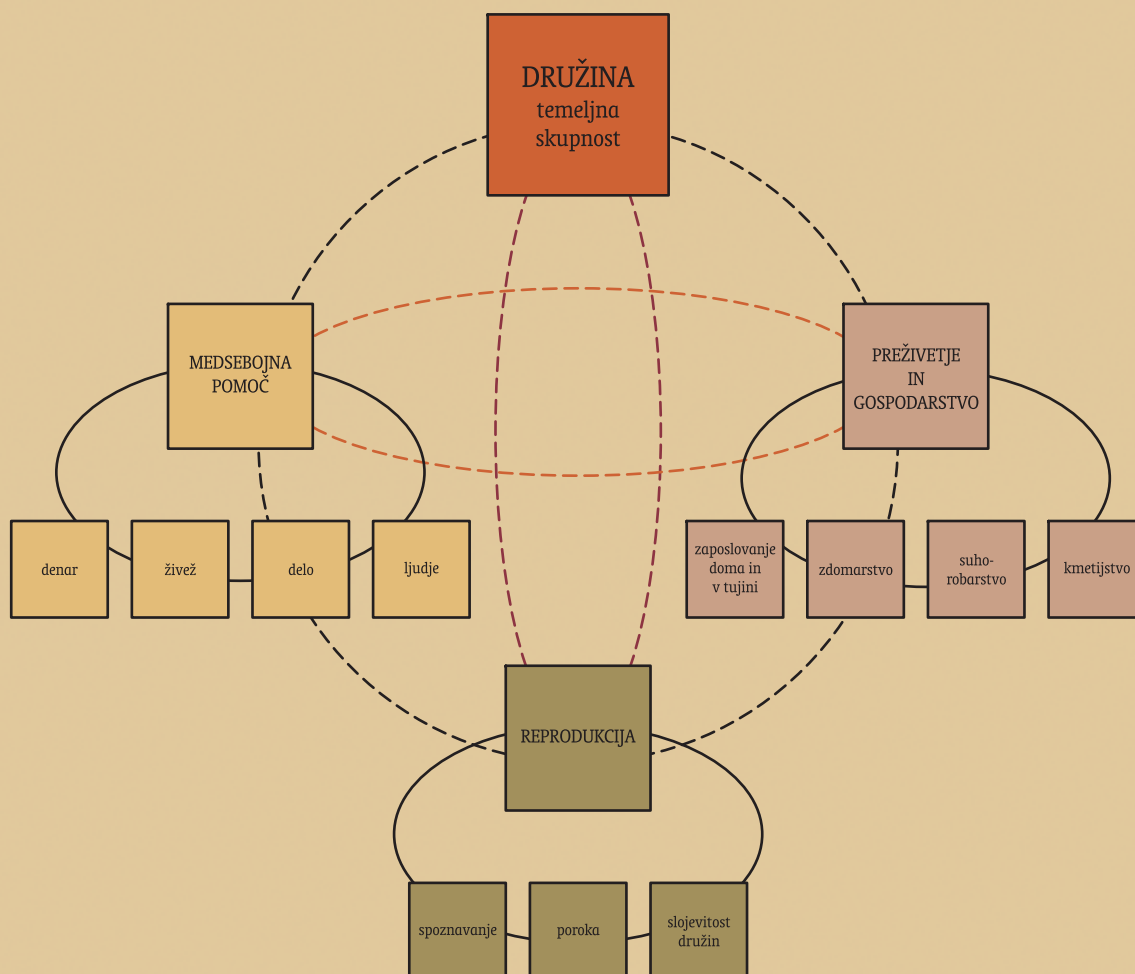 DRUŽINA
temeljna
skupnost
MEDSEBOJNA
POMOČ
PREŽIVETJE
IN
GOSPODARSTVO
denar
živež
delo
ljudje
zaposlovanje
doma in
v tujini
zdomarstvo
suho-
robarstvo
kmetijstvo
REPRODUKCIJA
spoznavanje
poroka
slojevitost
družin